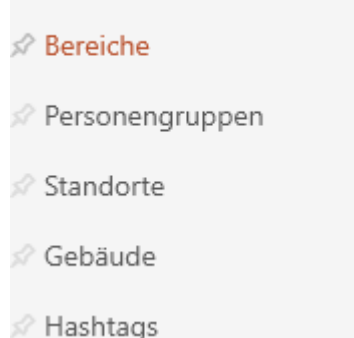 Bereiche
Personengruppen
Standorte
Gebäude
Hashtags